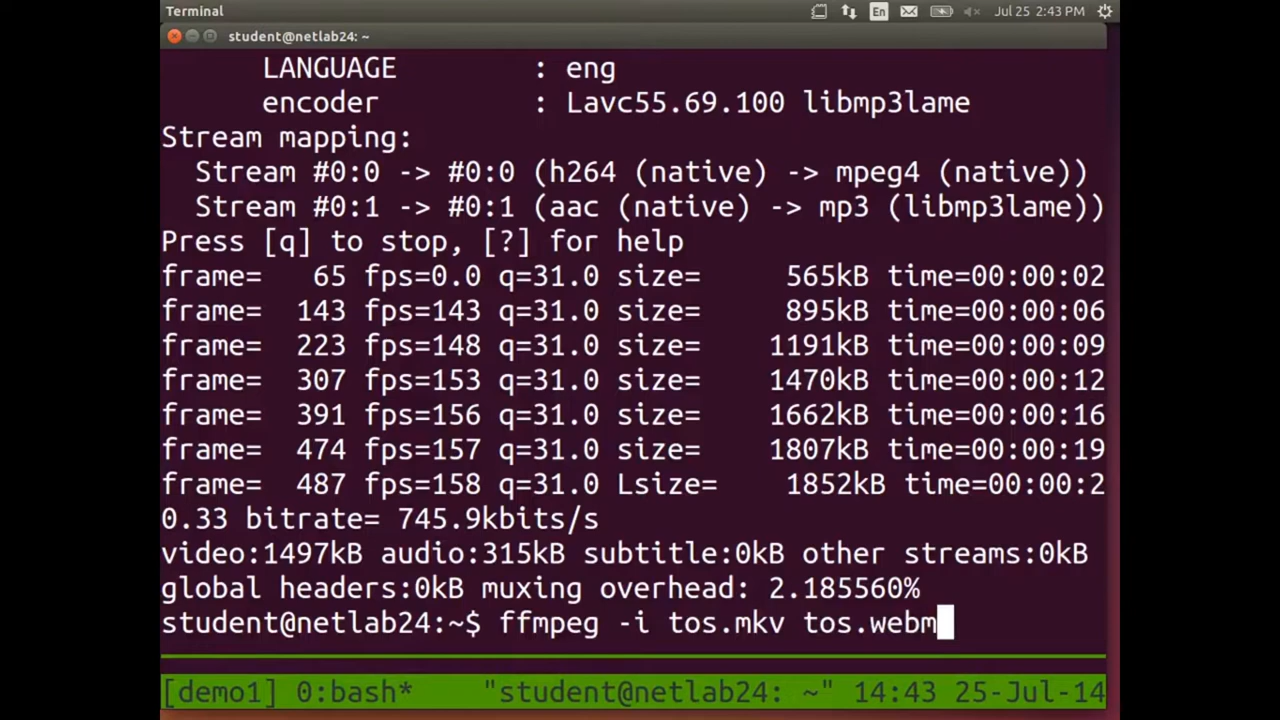 Terminal En Jul 25 2:43 PM
student@netlab24: ~
LANGUAGE : eng
encoder : Lavc55.69.100 libmp3lame
Stream mapping:
Stream #0:0 -> #0:0 (h264 (native) -> mpeg4 (native))
Stream #0:1 -> #0:1 (aac (native) -> mp3 (libmp3lame))
Press [q] to stop, [?] for help
frame= 65 fps=0.0 q=31.0 size= 565kB time=00:00:02
frame= 143 fps=143 q=31.0 size= 895kB time=00:00:06
frame= 223 fps=148 q=31.0 size= 1191kB time=00:00:09
frame= 307 fps=153 q=31.0 size= 1470kB time=00:00:12
frame= 391 fps=156 q=31.0 size= 1662kB time=00:00:16
frame= 474 fps=157 q=31.0 size= 1807kB time=00:00:19
frame= 487 fps=158 q=31.0 Lsize= 1852kB time=00:00:2
0.33 bitrate= 745.9kbits/s
video:1497kB audio:315kB subtitle:0kB other streams:0kB
global headers:0kB muxing overhead: 2.185560%
student@netlab24:~$ ffmpeg -i tos.mkv tos.webm
[demo1] 0:bash* "student@netlab24: ~" 14:43 25-Jul-14